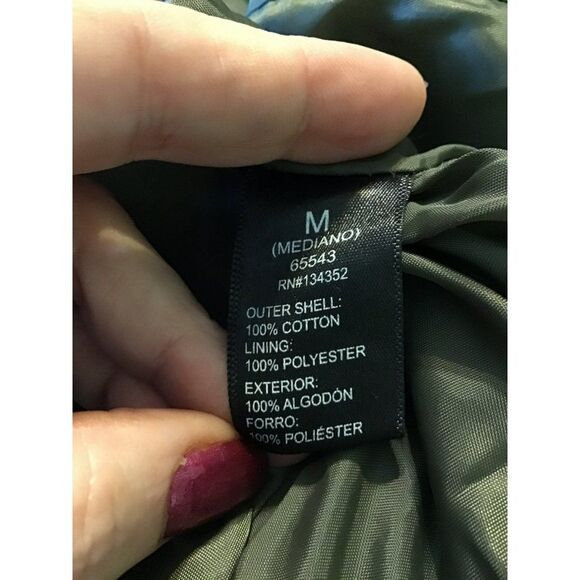 M
(MEDIANO)
65543
RN#134352
OUTER SHELL:
100% COTTON
LINING:
100% POLYESTER
EXTERIOR:
100% ALGODÓN
FORRO:
100% POLIÉSTER